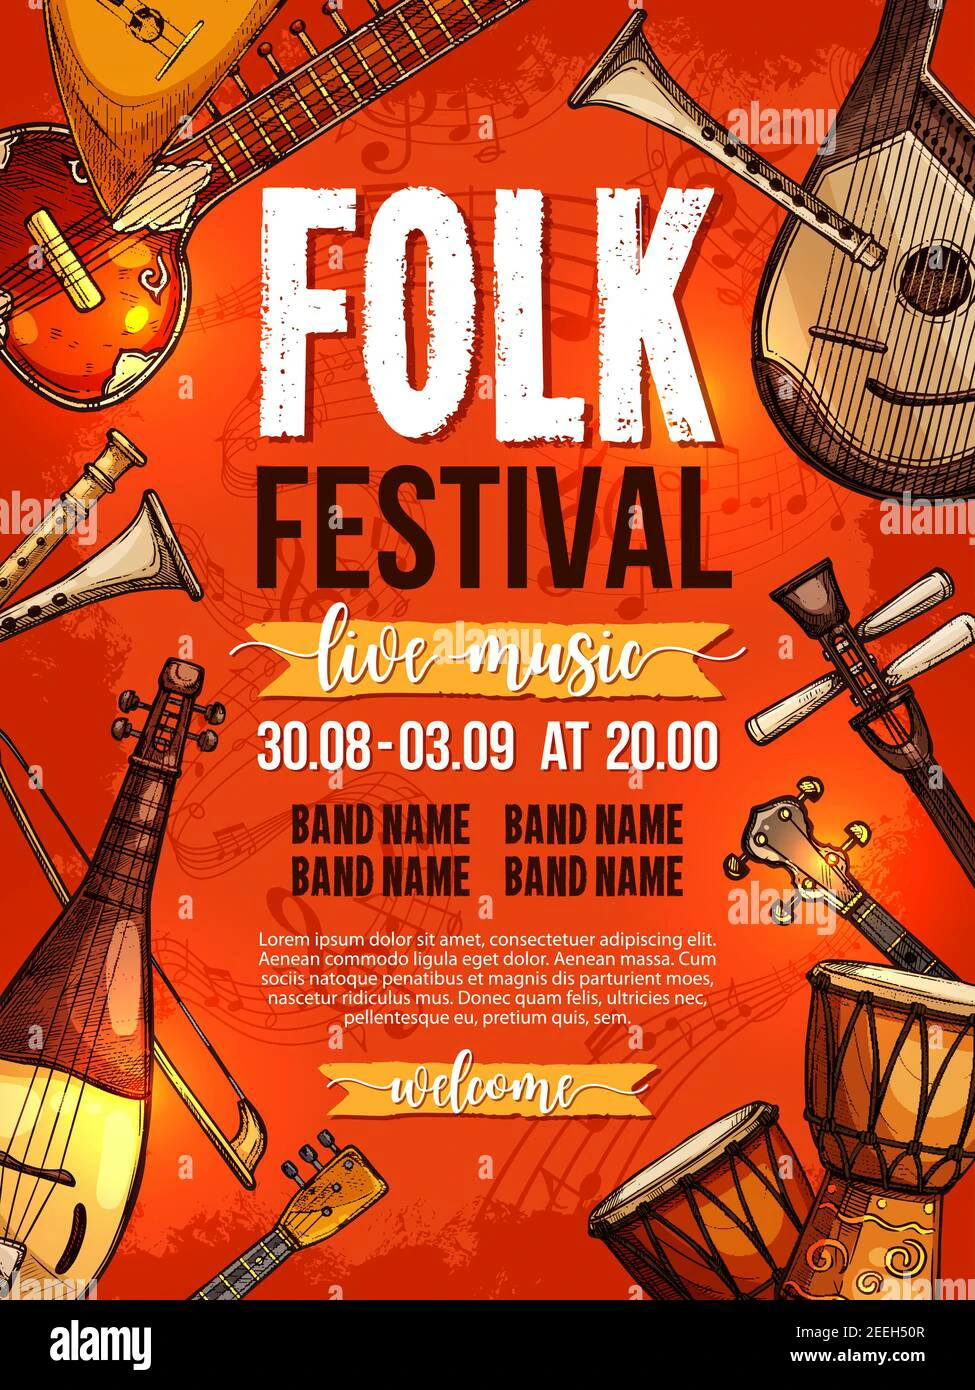 FOLK
FESTIVAL
live music
30.08-03.09 AT 20.00
BAND NAME BAND NAME
BAND NAME BAND NAME
Lorem ipsum dolor sit amet, consectetuer adipiscing elit.
Aenean commodo ligula eget dolor. Aenean massa. Cum
sociis natoque penatibus et magnis dis parturient montes,
nascetur ridiculus mus. Donec quam felis, ultricies nec,
pellentesque eu, pretium quis, sem.
welcome
alamy
Image ID: 2EEH50R
www.alamy.com